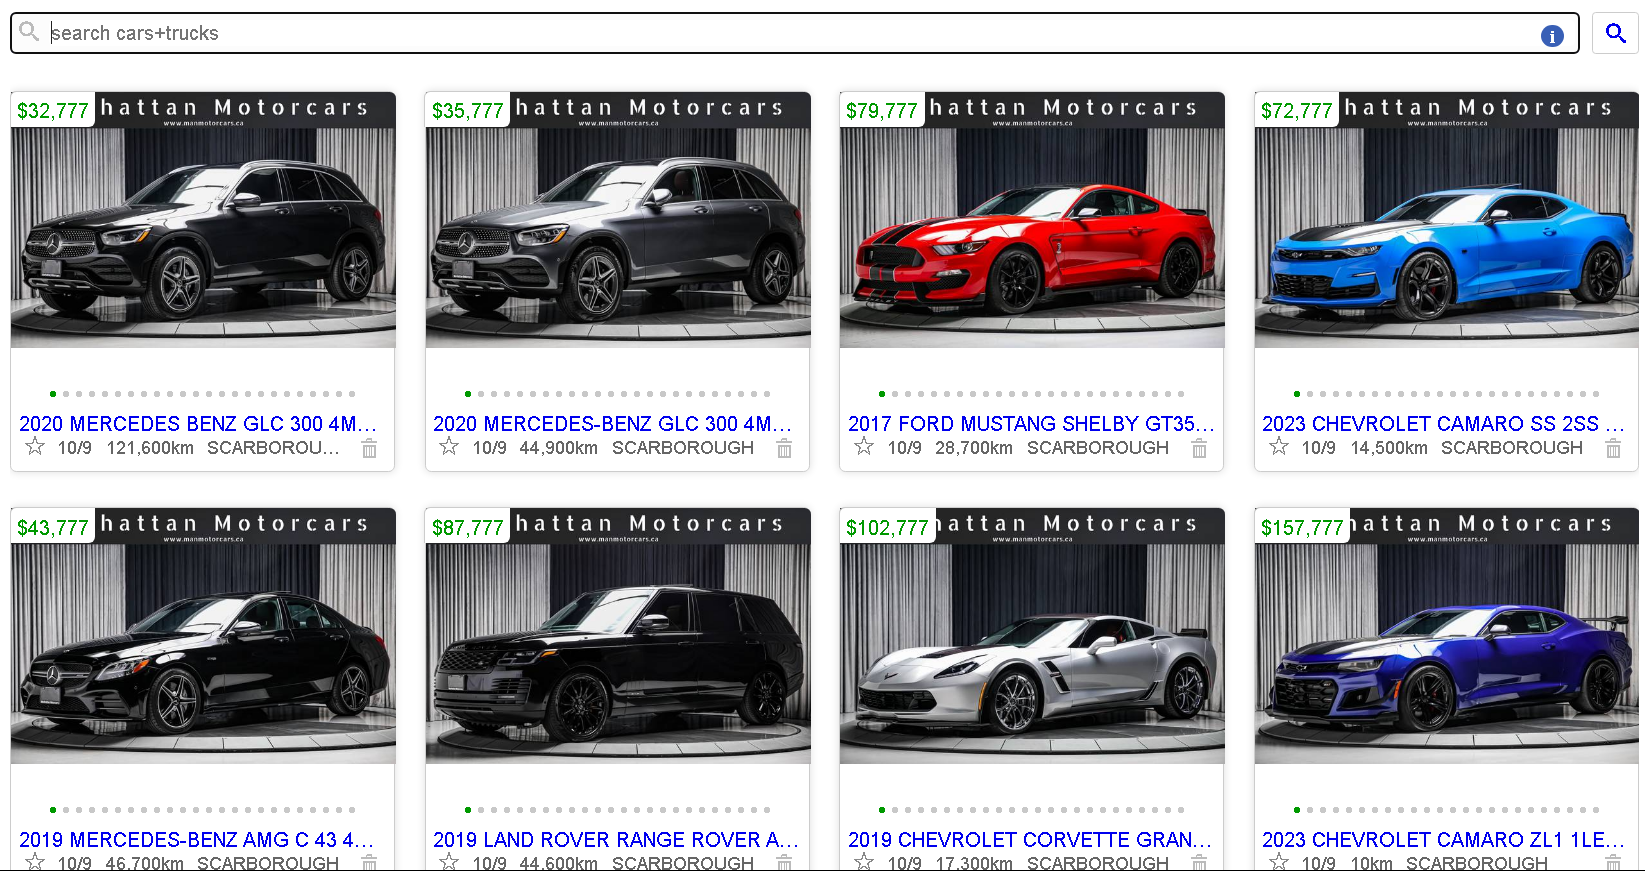 search cars+trucks
$32,777
hattan Motorcars
www.manmotorcars.ca
$35,777
hattan Motorcars
www.manmotorcars.ca
$79,777
hattan Motorcars
www.manmotorcars.ca
$72,777
hattan Motorcars
www.manmotorcars.ca
2020 MERCEDES BENZ GLC 300 4M...
10/9 121,600km SCARBOROU...
2020 MERCEDES-BENZ GLC 300 4M...
10/9 44,900km SCARBOROUGH
2017 FORD MUSTANG SHELBY GT35...
10/9 28,700km SCARBOROUGH
2023 CHEVROLET CAMARO SS 2SS ...
10/9 14,500km SCARBOROUGH
$43,777
hattan Motorcars
www.manmotorcars.ca
$87,777
hattan Motorcars
www.manmotorcars.ca
$102,777
hattan Motorcars
www.manmotorcars.ca
$157,777
hattan Motorcars
www.manmotorcars.ca
2019 MERCEDES-BENZ AMG C 43 4...
10/9 46,700km SCARBOROUGH
2019 LAND ROVER RANGE ROVER A...
10/9 44,600km SCARBOROUGH
2019 CHEVROLET CORVETTE GRAN...
10/9 17,300km SCARBOROUGH
2023 CHEVROLET CAMARO ZL1 1LE...
10/9 10km SCARBOROUGH